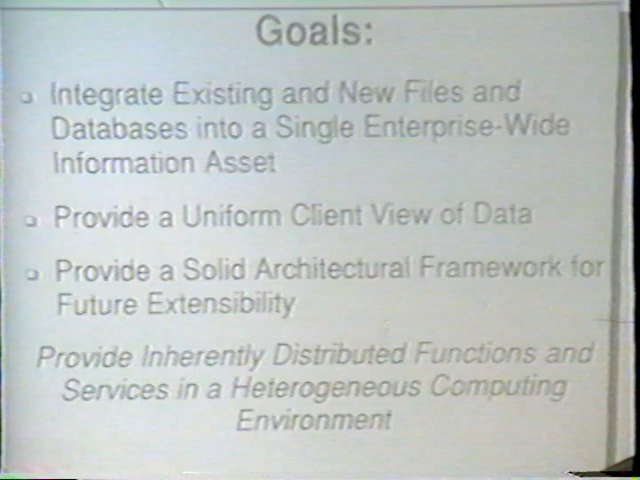 Goals:
Integrate Existing and New Files and
Databases into a Single Enterprise-Wide
Information Asset
Provide a Uniform Client View of Data
Provide a Solid Architectural Framework for
Future Extensibility
Provide Inherently Distributed Functions and
Services in a Heterogeneous Computing
Environment